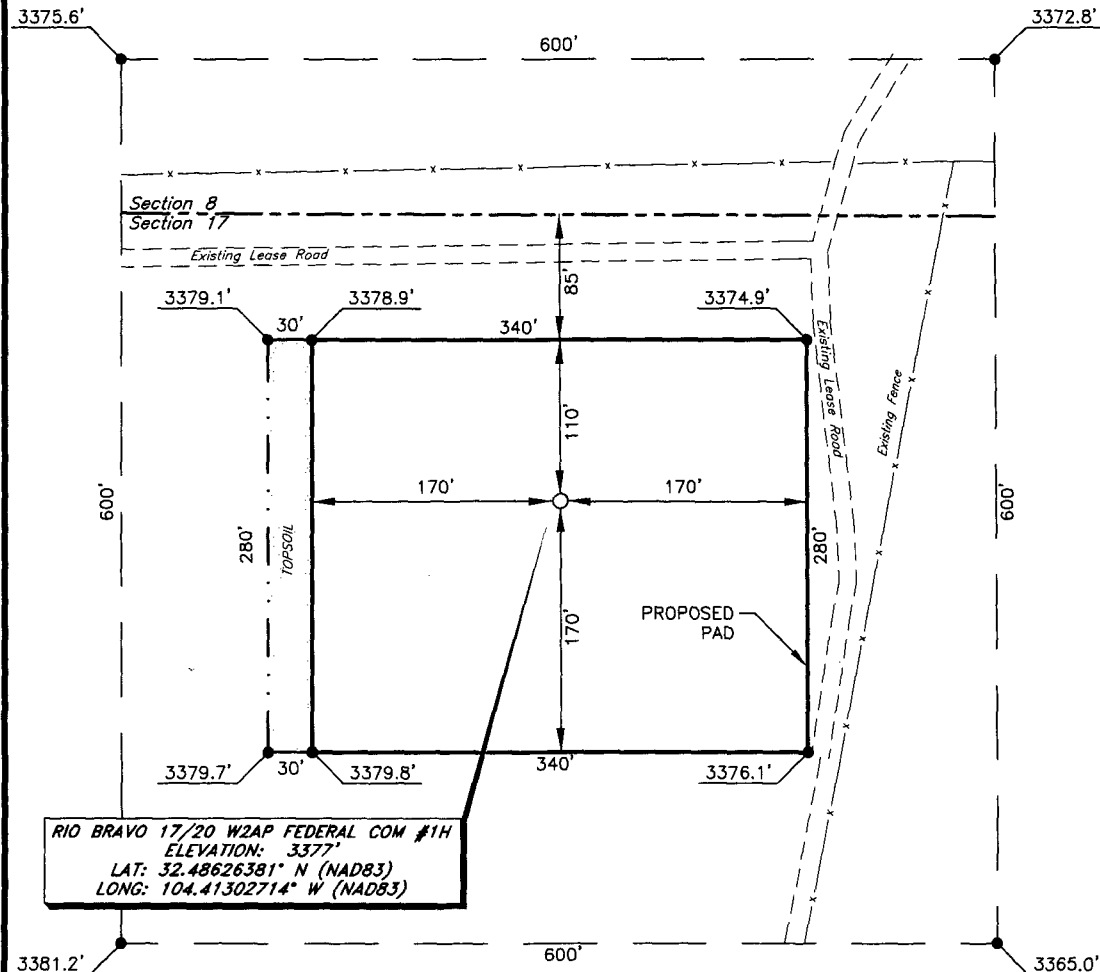 3375.6'
3372.8'
600'
Section 8
Section 17
Existing Lease Road
85'
3379.1'
3378.9'
3374.9'
30'
340'
Existing Lease Road
110'
Existing Fence
170'
170'
600'
600'
280'
TOPSOIL
280'
PROPOSED
PAD
170'
3379.7'
30'
3379.8'
340'
3376.1'
RIO BRAVO 17/20 W2AP FEDERAL COM #1H
ELEVATION: 3377'
LAT: 32.48626381° N (NAD83)
LONG: 104.41302714° W (NAD83)
600'
3381.2'
3365.0'